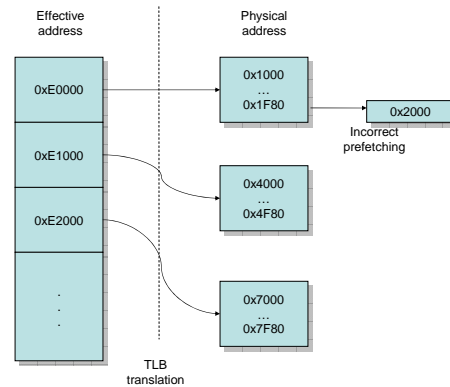 Effective
address
Physical
address
0xE0000
0xE1000
0xE2000
.
.
.
0x1000
...
0x1F80
0x2000
Incorrect
prefetching
0x4000
...
0x4F80
0x7000
...
0x7F80
TLB
translation